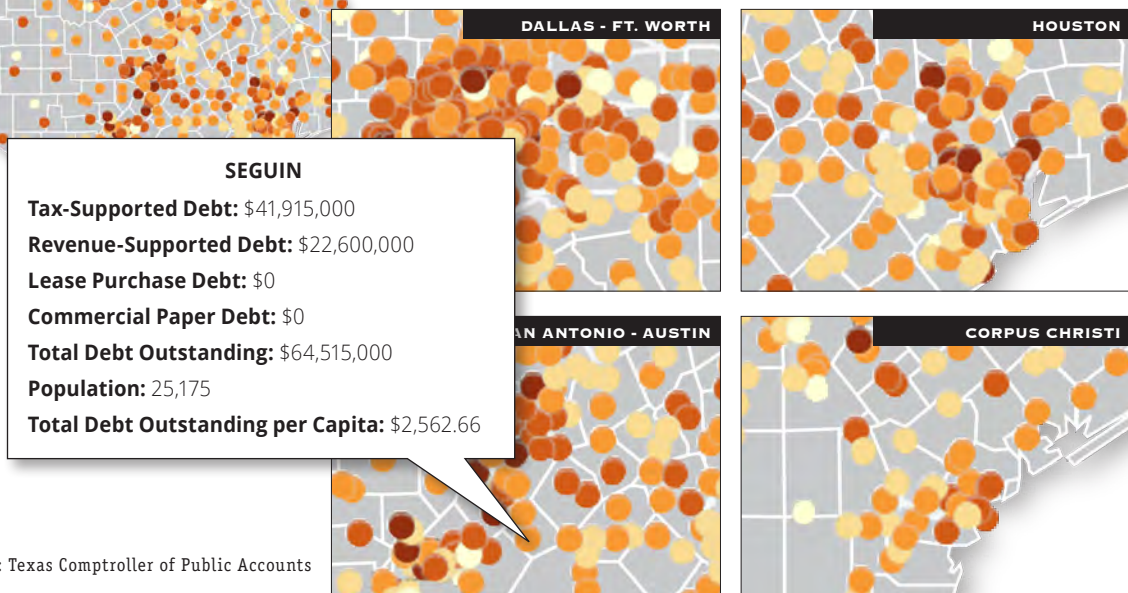 DALLAS - FT. WORTH
HOUSTON
SEGUIN
Tax-Supported Debt: $41,915,000
Revenue-Supported Debt: $22,600,000
Lease Purchase Debt: $0
Commercial Paper Debt: $0
Total Debt Outstanding: $64,515,000
Population: 25,175
Total Debt Outstanding per Capita: $2,562.66
AN ANTONIO - AUSTIN
CORPUS CHRISTI
: Texas Comptroller of Public Accounts